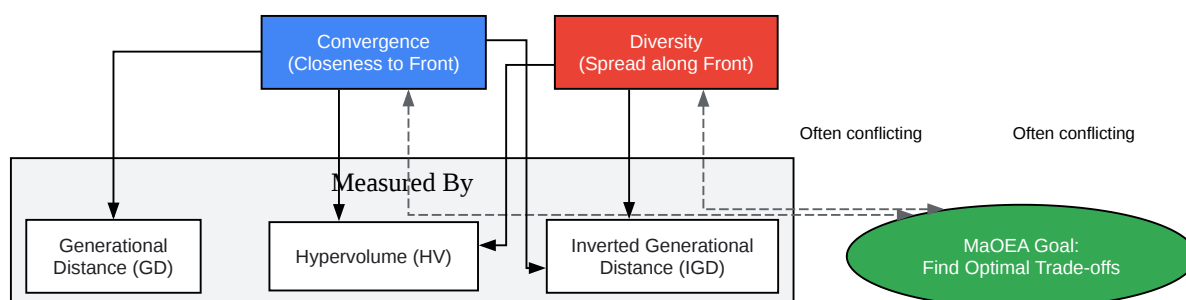 Convergence
(Closeness to Front)
Diversity
(Spread along Front)
Often conflicting
Often conflicting
Measured By
Generational
Distance (GD)
Hypervolume (HV)
Inverted Generational
Distance (IGD)
MaOEA Goal:
Find Optimal Trade-offs